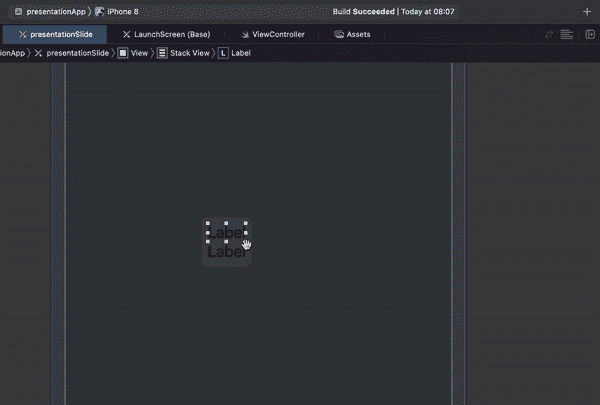 presentationApp iPhone 8 Build Succeeded | Today at 08:07
presentationSlide LaunchScreen (Base) ViewController Assets
ionApp presentationSlide View Stack View L Label
Label
Label